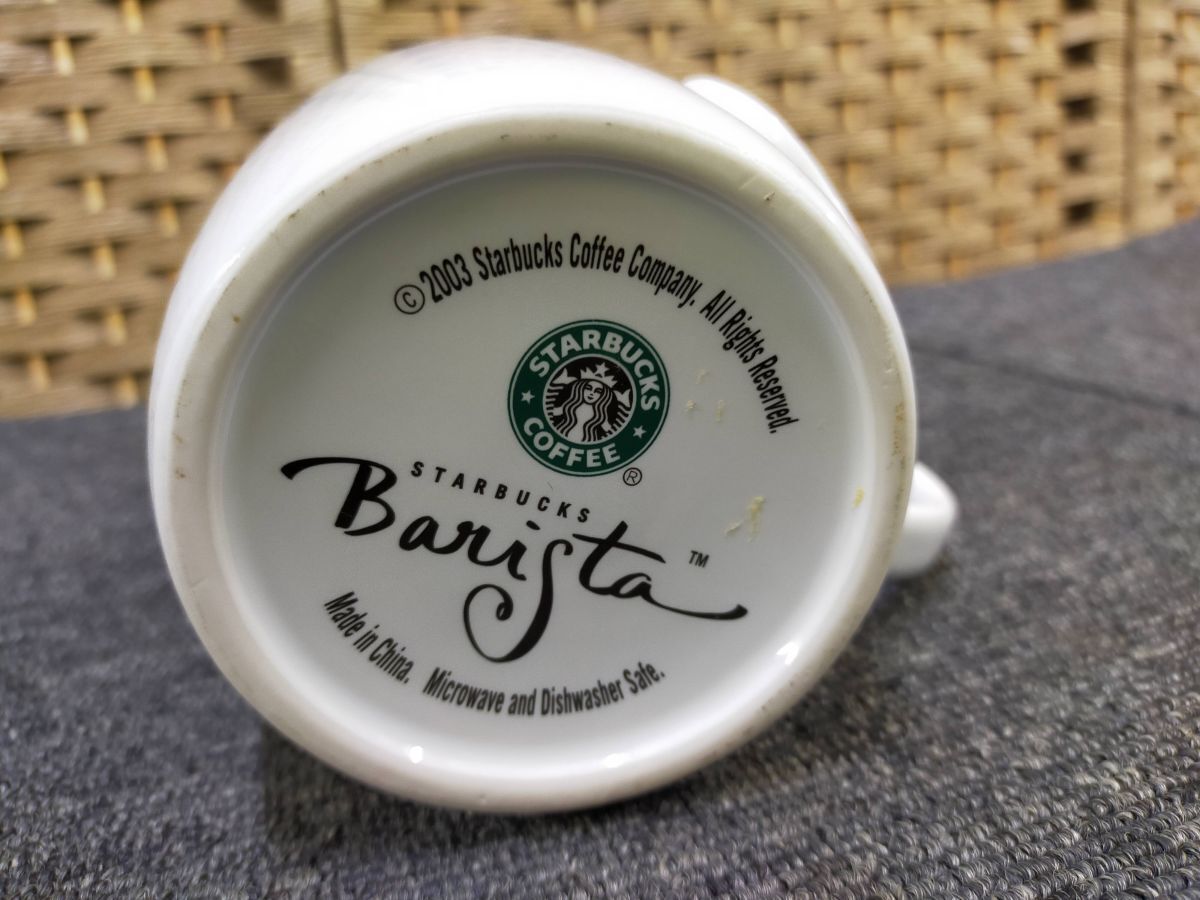 ©2003 Starbucks Coffee Company. All Rights Reserved.
STARBUCKS
COFFEE
®
STARBUCKS
Barista ™
Made in China. Microwave and Dishwasher Safe.